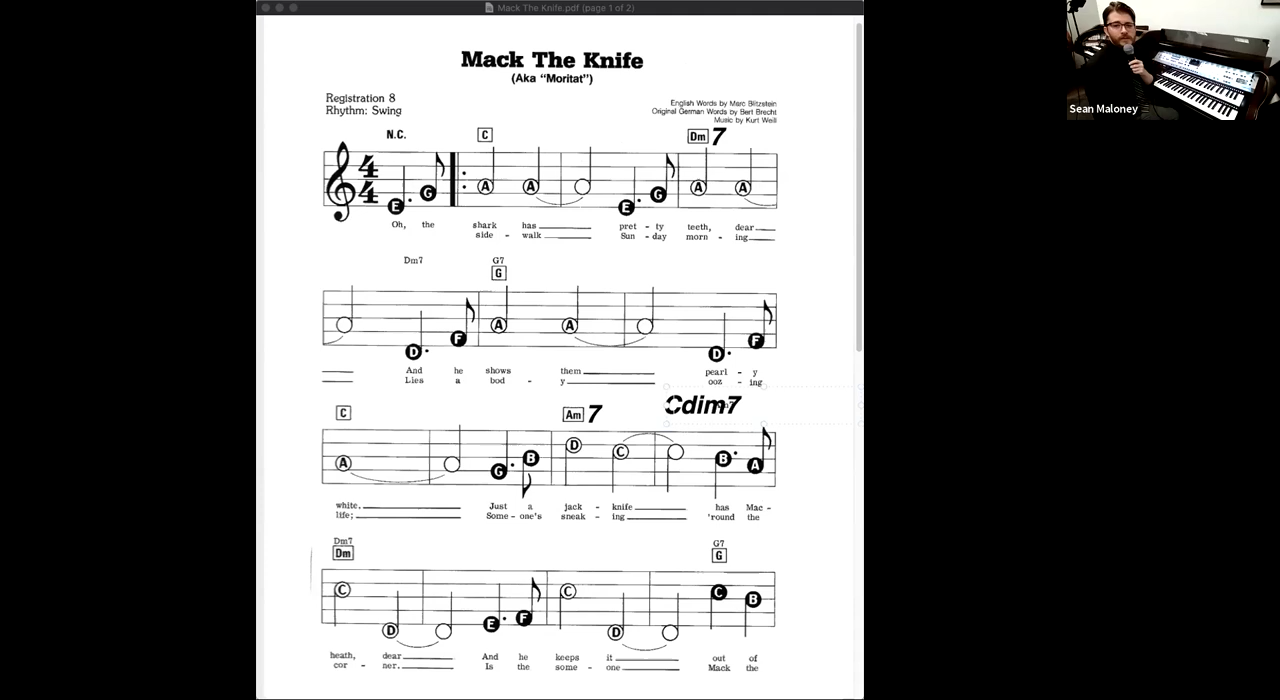 Mack The Knife.pdf (page 1 of 2)
Sean Maloney
Mack The Knife
(Aka "Moritat")
Registration 8
Rhythm: Swing
English Words by Marc Blitzstein
Original German Words by Bert Brecht
Music by Kurt Weill
N.C. C Dm 7
4
4
E G A A E G A A
Oh, the shark has pret - ty teeth, dear
side - walk Sun - day morn - ing
Dm7 G7
G
D F A A D F
And he shows them pearl - y
Lies a bod - y ooz - ing
C Am 7 Cdim7
A G B D C B A
white. Just a jack - knife has Mac -
life; Some - one's sneak - ing 'round the
Dm7 G7
Dm G
C D E F C D C B
heath, dear And he keeps it out of
cor - ner. Is the some - one Mack the